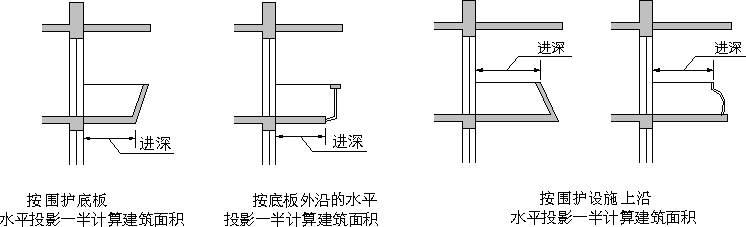 进深
进深
进深
进深
按围护底板
水平投影一半计算建筑面积
按底板外沿的水平
投影一半计算建筑面积
按围护设施上沿
水平投影一半计算建筑面积